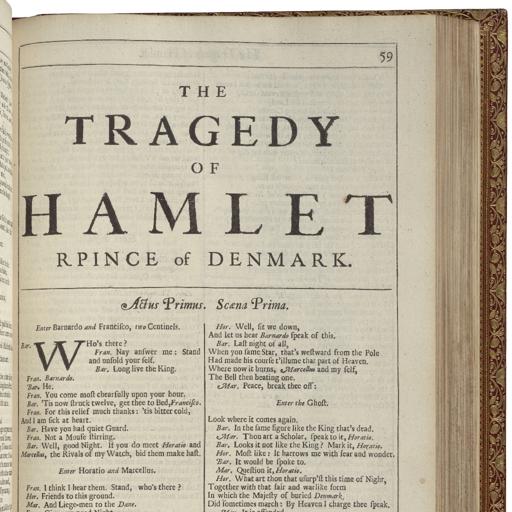 59
THE
TRAGEDY
OF
HAMLET
RPINCE of DENMARK.
Actus Primus. Scæna Prima.
Enter Barnardo and Francisco, two Centinels.
Bar. WHo's there?
Fran. Nay answer me: Stand
and unfold your self.
Bar. Long live the King.
Fran. Barnardo.
Bar. He.
Fran. You come most chearfully upon your hour.
Bar. 'Tis now struck twelve, get thee to Bed, Francisco.
Fran. For this relief much thanks: 'tis bitter cold,
And I am sick at heart.
Bar. Have you had quiet Guard.
Fran. Not a Mouse stirring.
Bar. Well, good Night. If you do meet Horatio and
Marcellus, the Rivals of my Watch, bid them make hast.
Enter Horatio and Marcellus.
Fran. I think I hear them. Stand, who's there?
Hor. Friends to this ground.
Mar. And Liege-men to the Dane.
Hor. Well, sit we down,
And let us hear Barnardo speak of this.
Bar. Last night of all,
When yon same Star, that's westward from the Pole
Had made his course t'illume that part of Heaven.
Where now it burns, Marcellus and my self,
The Bell then beating one.
Mar. Peace, break thee off:
Enter the Ghost.
Look where it comes again.
Bar. In the same figure like the King that's dead.
Mar. Thou art a Scholar, speak to it, Horatio.
Bar. Looks it not like the King? Mark it, Horatio.
Hor. Most like: It harrows me with fear and wonder.
Bar. It would be spoke to.
Mar. Question it, Horatio.
Hor. What art thou that usurp'st this time of Night,
Together with that fair and warlike form
In which the Majesty of buried Denmark,
Did sometimes march: By Heaven I charge thee speak.